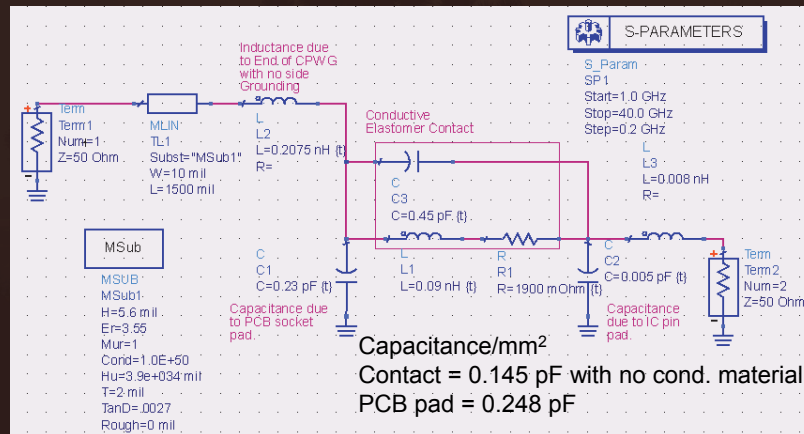 S-PARAMETERS
S_Param
SP1
Start=1.0 GHz
Stop=40.0 GHz
Step=0.2 GHz
Inductance due
to End of CPWG
with no side
Grounding
Term
Term1
Num=1
Z=50 Ohm
MLIN
TL1
Subst="MSub1"
W=10 mil
L=1500 mil
L
L2
L=0.2075 nH {t}
R=
Conductive
Elastomer Contact
C
C3
C=0.45 pF {t}
L
L3
L=0.008 nH
R=
L
L1
L=0.09 nH {t}
R
R1
R=1900 mOhm {t}
C
C1
C=0.23 pF {t}
Capacitance due
to PCB socket
pad.
C
C2
C=0.005 pF {t}
Capacitance
due to IC pin
pad.
Term
Term2
Num=2
Z=50 Ohm
MSub
MSUB
MSub1
H=5.6 mil
Er=3.55
Mur=1
Cond=1.0E+50
Hu=3.9e+034 mil
T=2 mil
TanD=.0027
Rough=0 mil
Capacitance/mm²
Contact = 0.145 pF with no cond. material
PCB pad = 0.248 pF